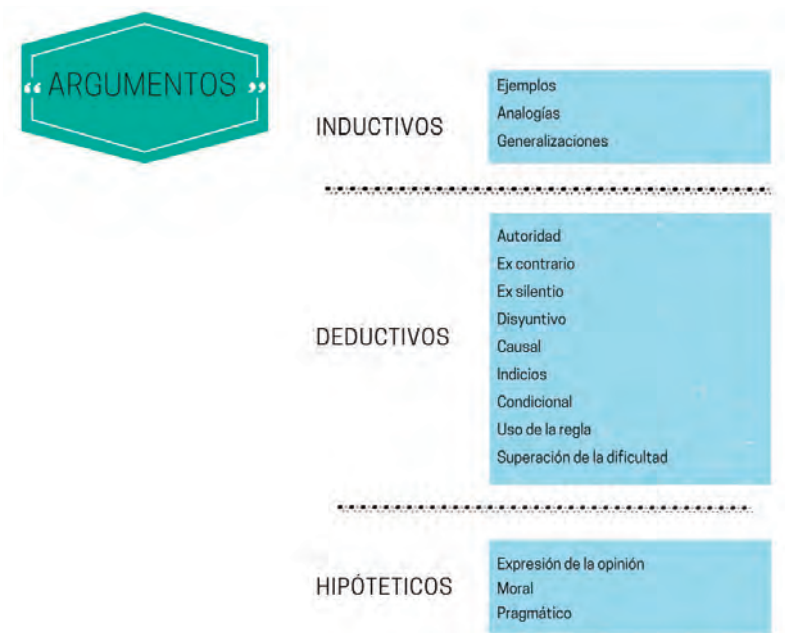 “ ARGUMENTOS ”
INDUCTIVOS
Ejemplos
Analogías
Generalizaciones
DEDUCTIVOS
Autoridad
Ex contrario
Ex silentio
Disyuntivo
Causal
Indicios
Condicional
Uso de la regla
Superación de la dificultad
HIPÓTETICOS
Expresión de la opinión
Moral
Pragmático